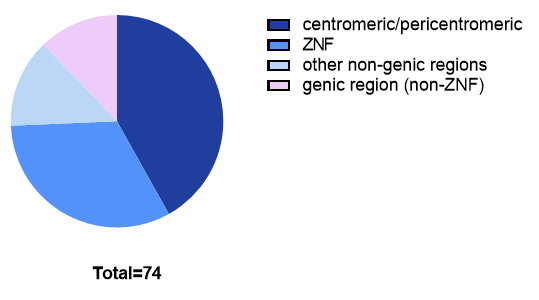 centromeric/pericentromeric
ZNF
other non-genic regions
genic region (non-ZNF)
Total=74